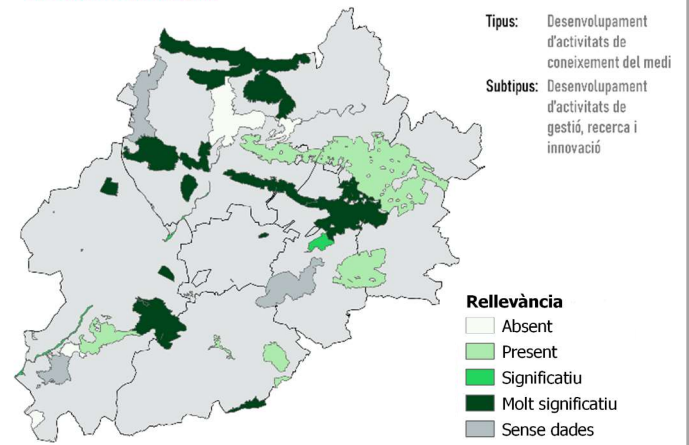 Tipus: Desenvolupament
d'activitats de
coneixement del medi
Subtipus: Desenvolupament
d'activitats de
gestió, recerca i
innovació
Rellevància
Absent
Present
Significatiu
Molt significatiu
Sense dades